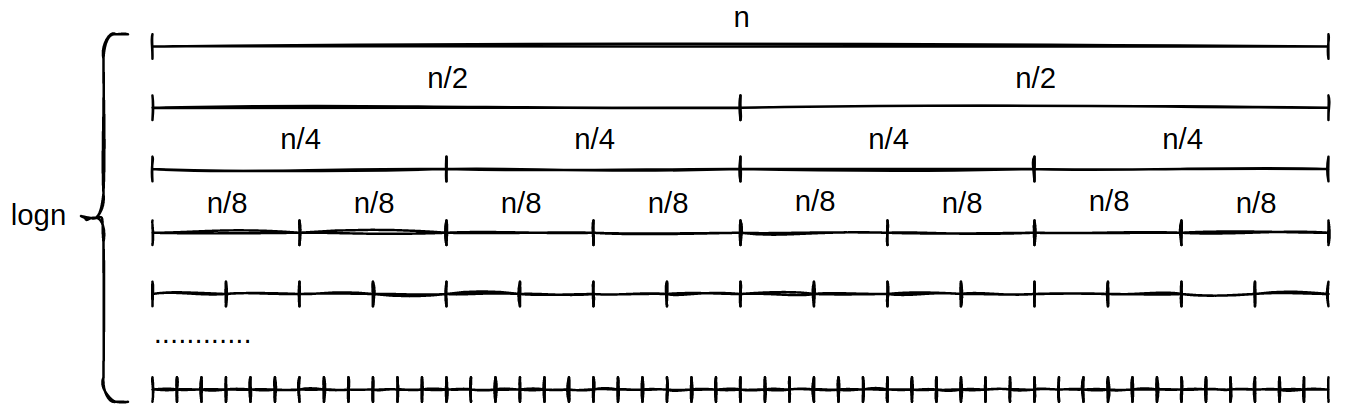 n
n/2 n/2
n/4 n/4 n/4 n/4
n/8 n/8 n/8 n/8 n/8 n/8 n/8 n/8
logn
............